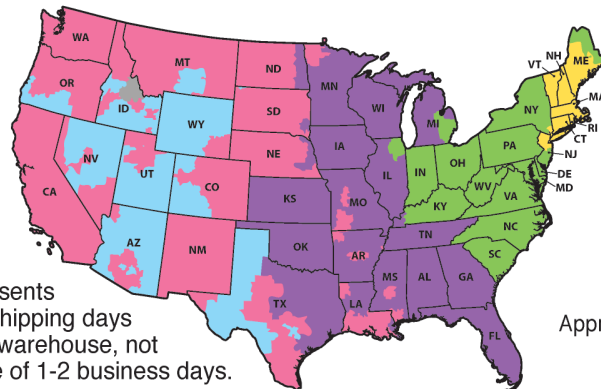 WA
OR
CA
NV
ID
MT
WY
UT
AZ
CO
NM
ND
SD
NE
KS
OK
TX
MN
IA
MO
AR
LA
WI
IL
MI
IN
OH
KY
TN
MS
AL
GA
FL
SC
NC
VA
WV
PA
NY
VT
NH
ME
MA
RI
CT
NJ
DE
MD
sents
hipping days
warehouse, not
e of 1-2 business days.
Appr